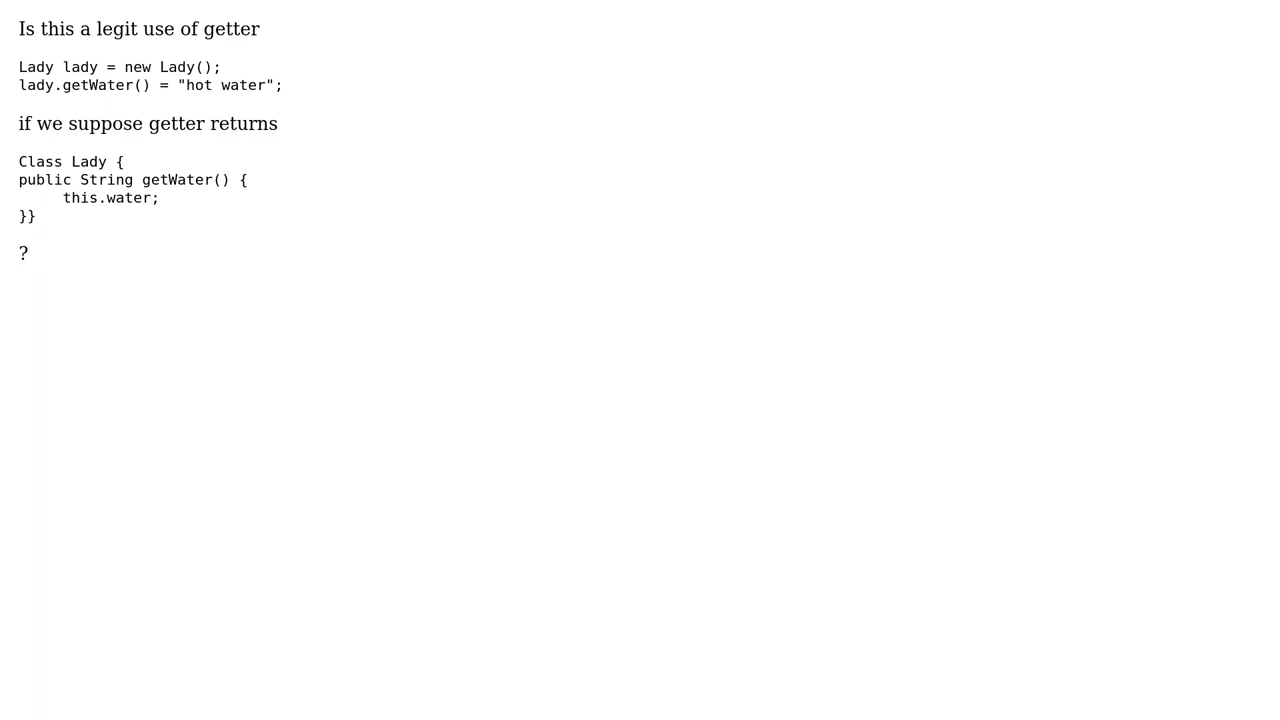 Is this a legit use of getter
Lady lady = new Lady();
lady.getWater() = "hot water";
if we suppose getter returns
Class Lady {
public String getWater() {
     this.water;
}}
?